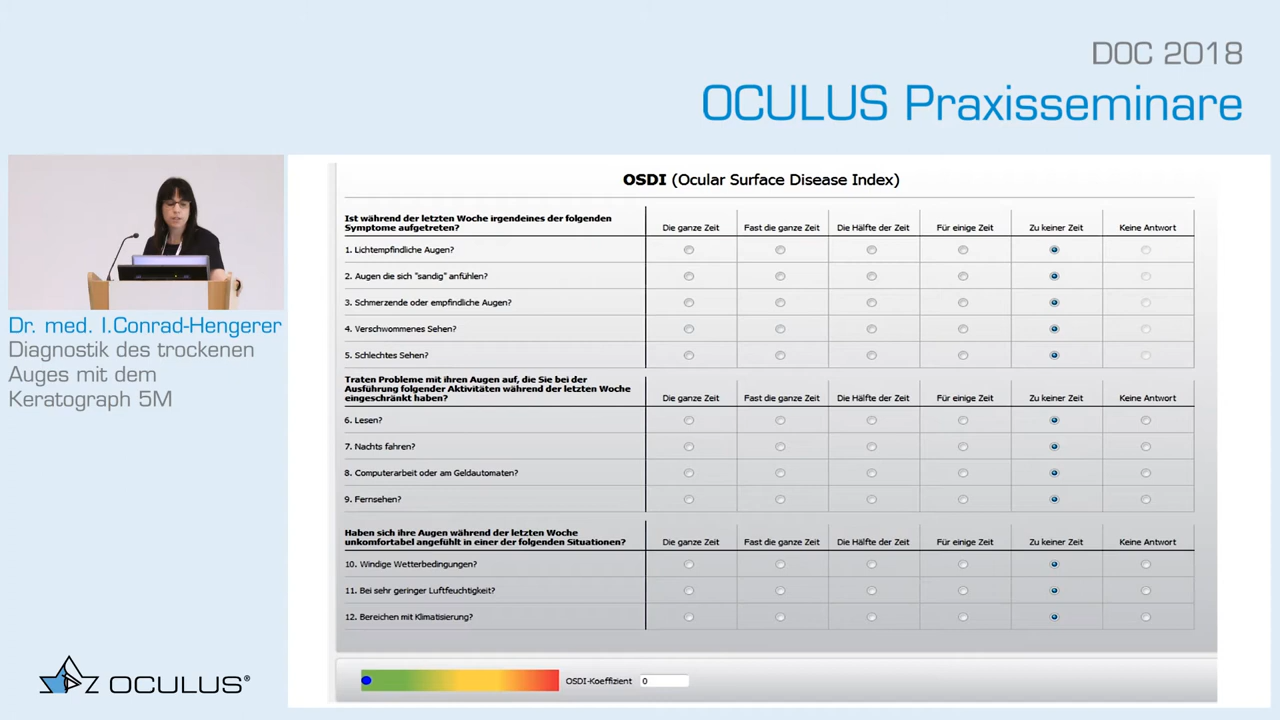 DOC 2018
OCULUS Praxisseminare
Dr. med. I.Conrad-Hengerer
Diagnostik des trockenen
Auges mit dem
Keratograph 5M
OCULUS®
OSDI (Ocular Surface Disease Index)
Ist während der letzten Woche irgendeines der folgenden
Symptome aufgetreten?
Die ganze Zeit Fast die ganze Zeit Die Hälfte der Zeit Für einige Zeit Zu keiner Zeit Keine Antwort
1. Lichtempfindliche Augen?
2. Augen die sich "sandig" anfühlen?
3. Schmerzende oder empfindliche Augen?
4. Verschwommenes Sehen?
5. Schlechtes Sehen?
Traten Probleme mit ihren Augen auf, die Sie bei der
Ausführung folgender Aktivitäten während der letzten Woche
eingeschränkt haben?
Die ganze Zeit Fast die ganze Zeit Die Hälfte der Zeit Für einige Zeit Zu keiner Zeit Keine Antwort
6. Lesen?
7. Nachts fahren?
8. Computerarbeit oder am Geldautomaten?
9. Fernsehen?
Haben sich ihre Augen während der letzten Woche
unkomfortabel angefühlt in einer der folgenden Situationen?
Die ganze Zeit Fast die ganze Zeit Die Hälfte der Zeit Für einige Zeit Zu keiner Zeit Keine Antwort
10. Windige Wetterbedingungen?
11. Bei sehr geringer Luftfeuchtigkeit?
12. Bereichen mit Klimatisierung?
OSDI-Koeffizient 0